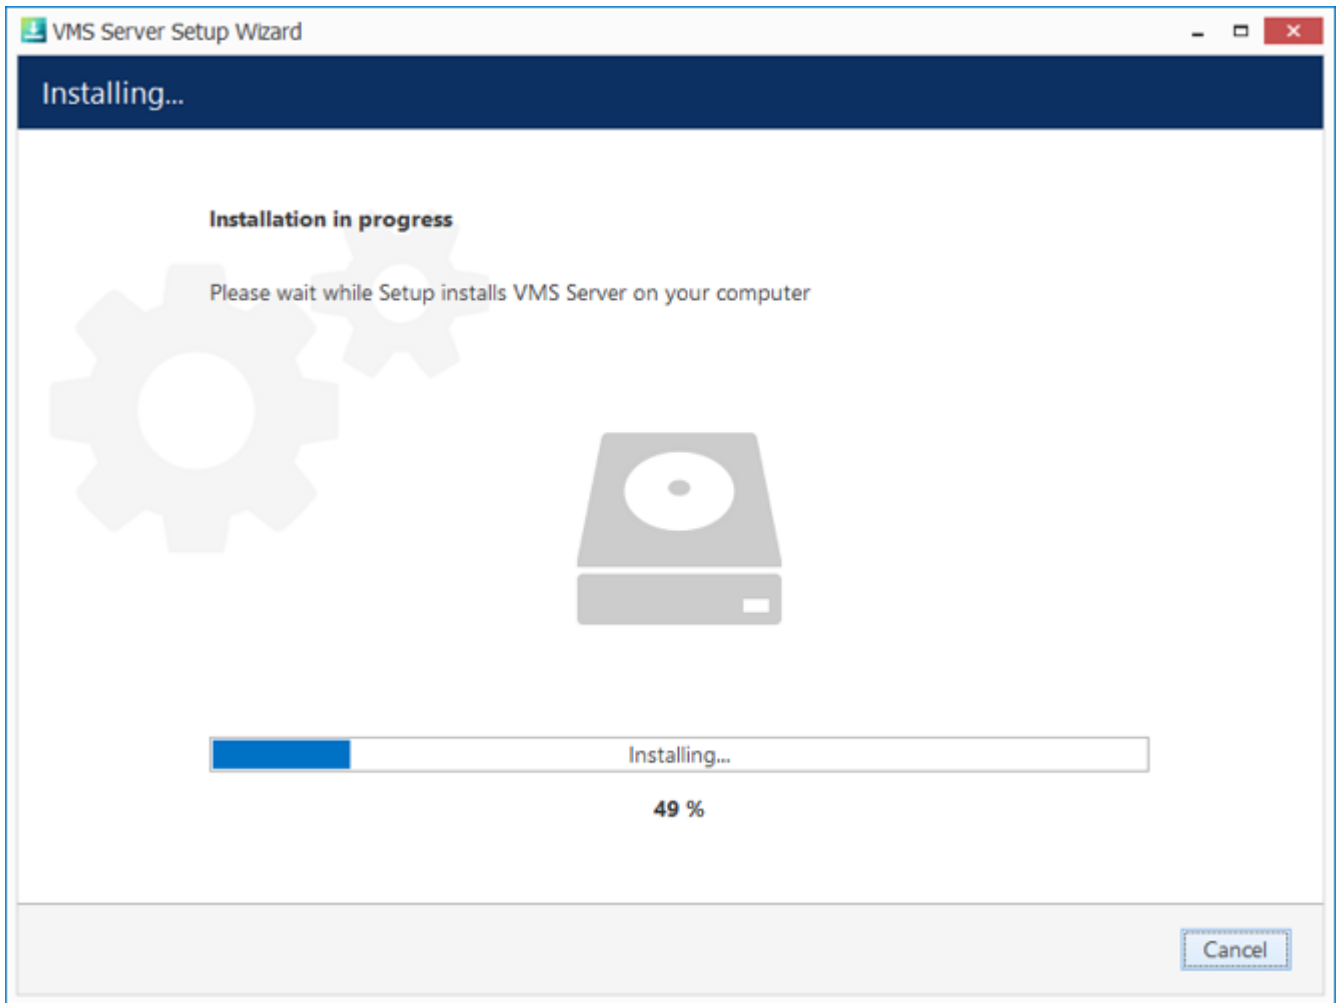 VMS Server Setup Wizard
Installing...
Installation in progress
Please wait while Setup installs VMS Server on your computer
Installing...
49 %
Cancel